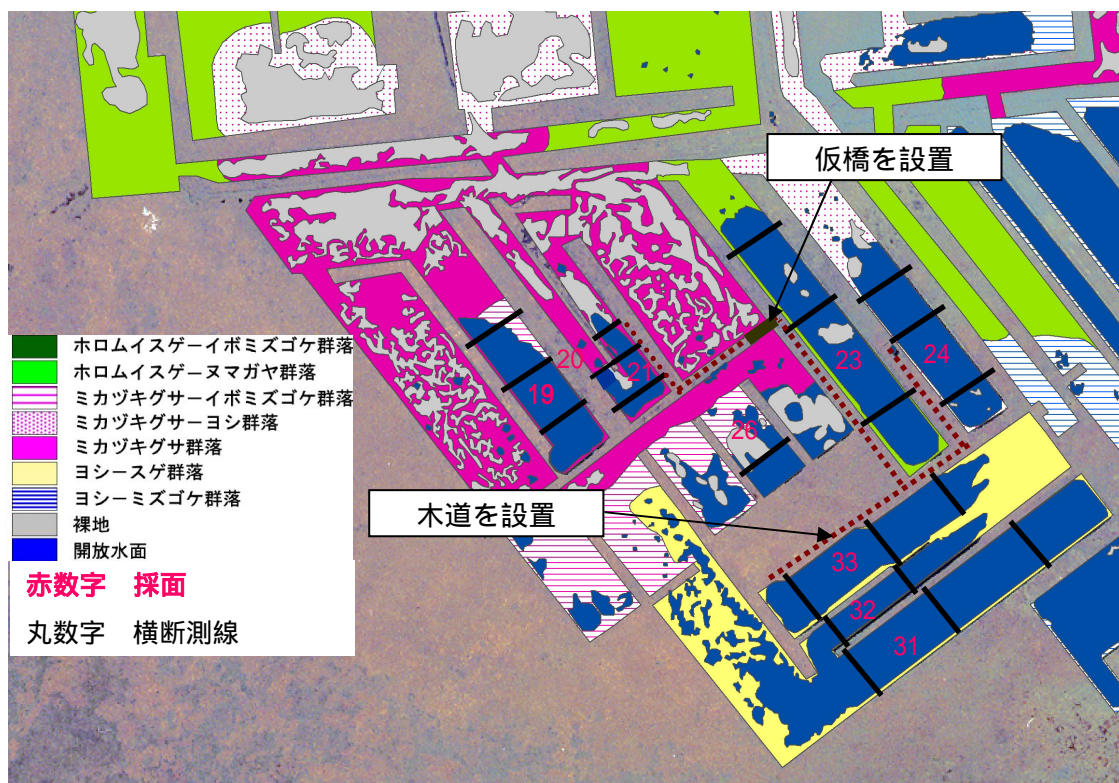 仮橋を設置
23
24
20
21
19
26
ホロムイスゲーイボミズゴケ群落
ホロムイスゲーヌマガヤ群落
ミカヅキグサーイボミズゴケ群落
ミカヅキグサーヨシ群落
ミカヅキグサ群落
ヨシースゲ群落
ヨシーミズゴケ群落
裸地
開放水面
木道を設置
赤数字 採面
丸数字 横断測線
33
32
31